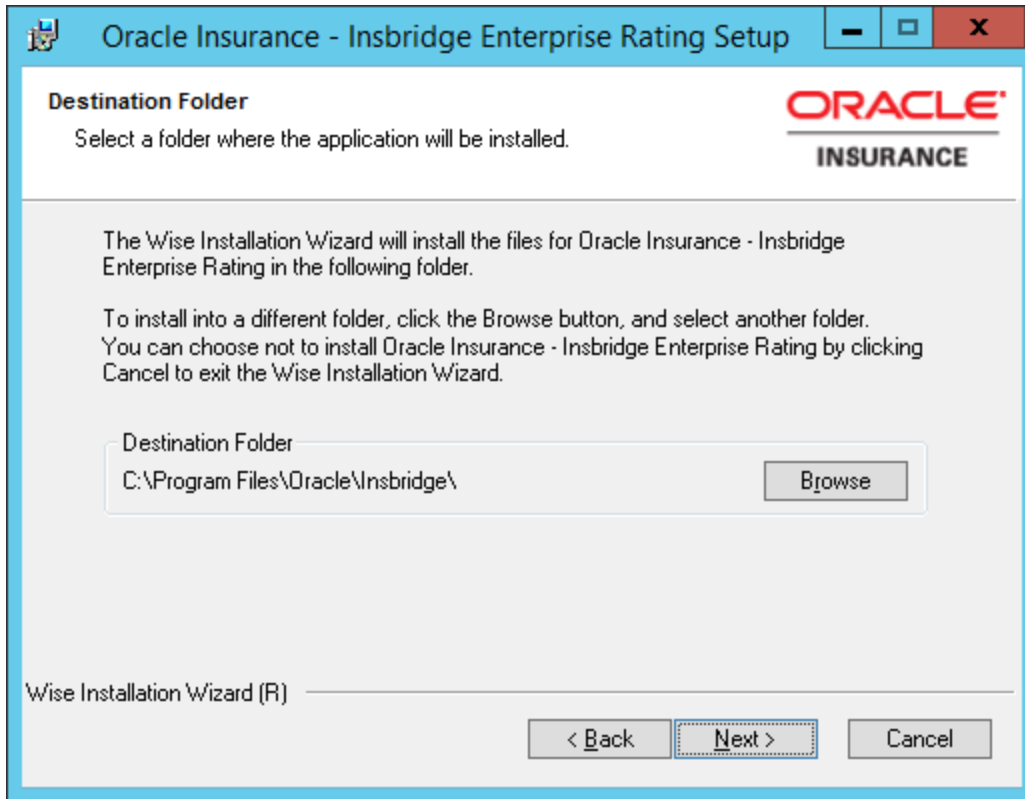 Oracle Insurance - Insbridge Enterprise Rating Setup
Destination Folder
Select a folder where the application will be installed.
ORACLE
INSURANCE
The Wise Installation Wizard will install the files for Oracle Insurance - Insbridge
Enterprise Rating in the following folder.
To install into a different folder, click the Browse button, and select another folder.
You can choose not to install Oracle Insurance - Insbridge Enterprise Rating by clicking
Cancel to exit the Wise Installation Wizard.
Destination Folder
C:\Program Files\Oracle\Insbridge\
Browse
Wise Installation Wizard (R)
< Back
Next >
Cancel